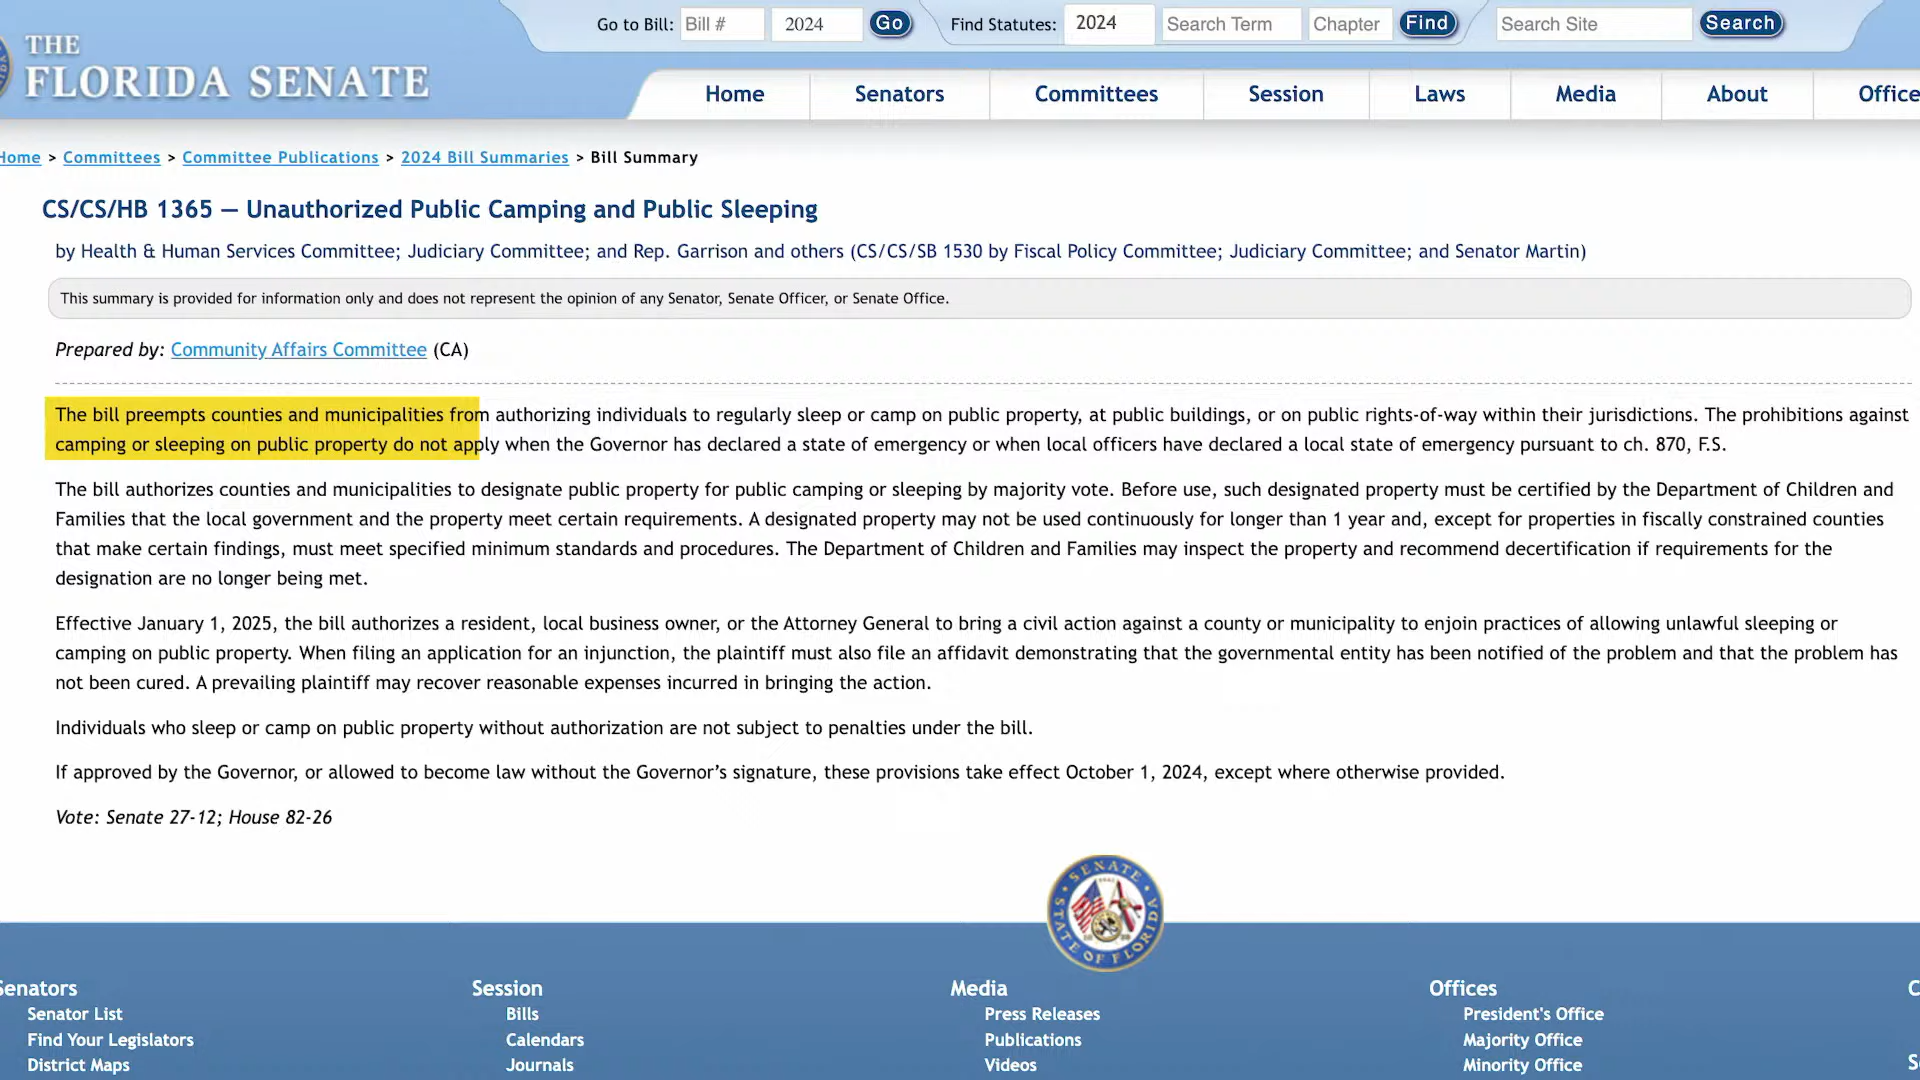 THE
FLORIDA SENATE
Go to Bill: Bill # 2024 Go Find Statutes: 2024 Search Term Chapter Find Search Site Search
Home Senators Committees Session Laws Media About Office
Home > Committees > Committee Publications > 2024 Bill Summaries > Bill Summary
CS/CS/HB 1365 — Unauthorized Public Camping and Public Sleeping
by Health & Human Services Committee; Judiciary Committee; and Rep. Garrison and others (CS/CS/SB 1530 by Fiscal Policy Committee; Judiciary Committee; and Senator Martin)
This summary is provided for information only and does not represent the opinion of any Senator, Senate Officer, or Senate Office.
Prepared by: Community Affairs Committee (CA)
The bill preempts counties and municipalities from authorizing individuals to regularly sleep or camp on public property, at public buildings, or on public rights-of-way within their jurisdictions. The prohibitions against
camping or sleeping on public property do not apply when the Governor has declared a state of emergency or when local officers have declared a local state of emergency pursuant to ch. 870, F.S.
The bill authorizes counties and municipalities to designate public property for public camping or sleeping by majority vote. Before use, such designated property must be certified by the Department of Children and
Families that the local government and the property meet certain requirements. A designated property may not be used continuously for longer than 1 year and, except for properties in fiscally constrained counties
that make certain findings, must meet specified minimum standards and procedures. The Department of Children and Families may inspect the property and recommend decertification if requirements for the
designation are no longer being met.
Effective January 1, 2025, the bill authorizes a resident, local business owner, or the Attorney General to bring a civil action against a county or municipality to enjoin practices of allowing unlawful sleeping or
camping on public property. When filing an application for an injunction, the plaintiff must also file an affidavit demonstrating that the governmental entity has been notified of the problem and that the problem has
not been cured. A prevailing plaintiff may recover reasonable expenses incurred in bringing the action.
Individuals who sleep or camp on public property without authorization are not subject to penalties under the bill.
If approved by the Governor, or allowed to become law without the Governor's signature, these provisions take effect October 1, 2024, except where otherwise provided.
Vote: Senate 27-12; House 82-26
SENATE
STATE OF FLORIDA
Senators Session Media Offices
Senator List Bills Press Releases President's Office
Find Your Legislators Calendars Publications Majority Office
District Maps Journals Videos Minority Office